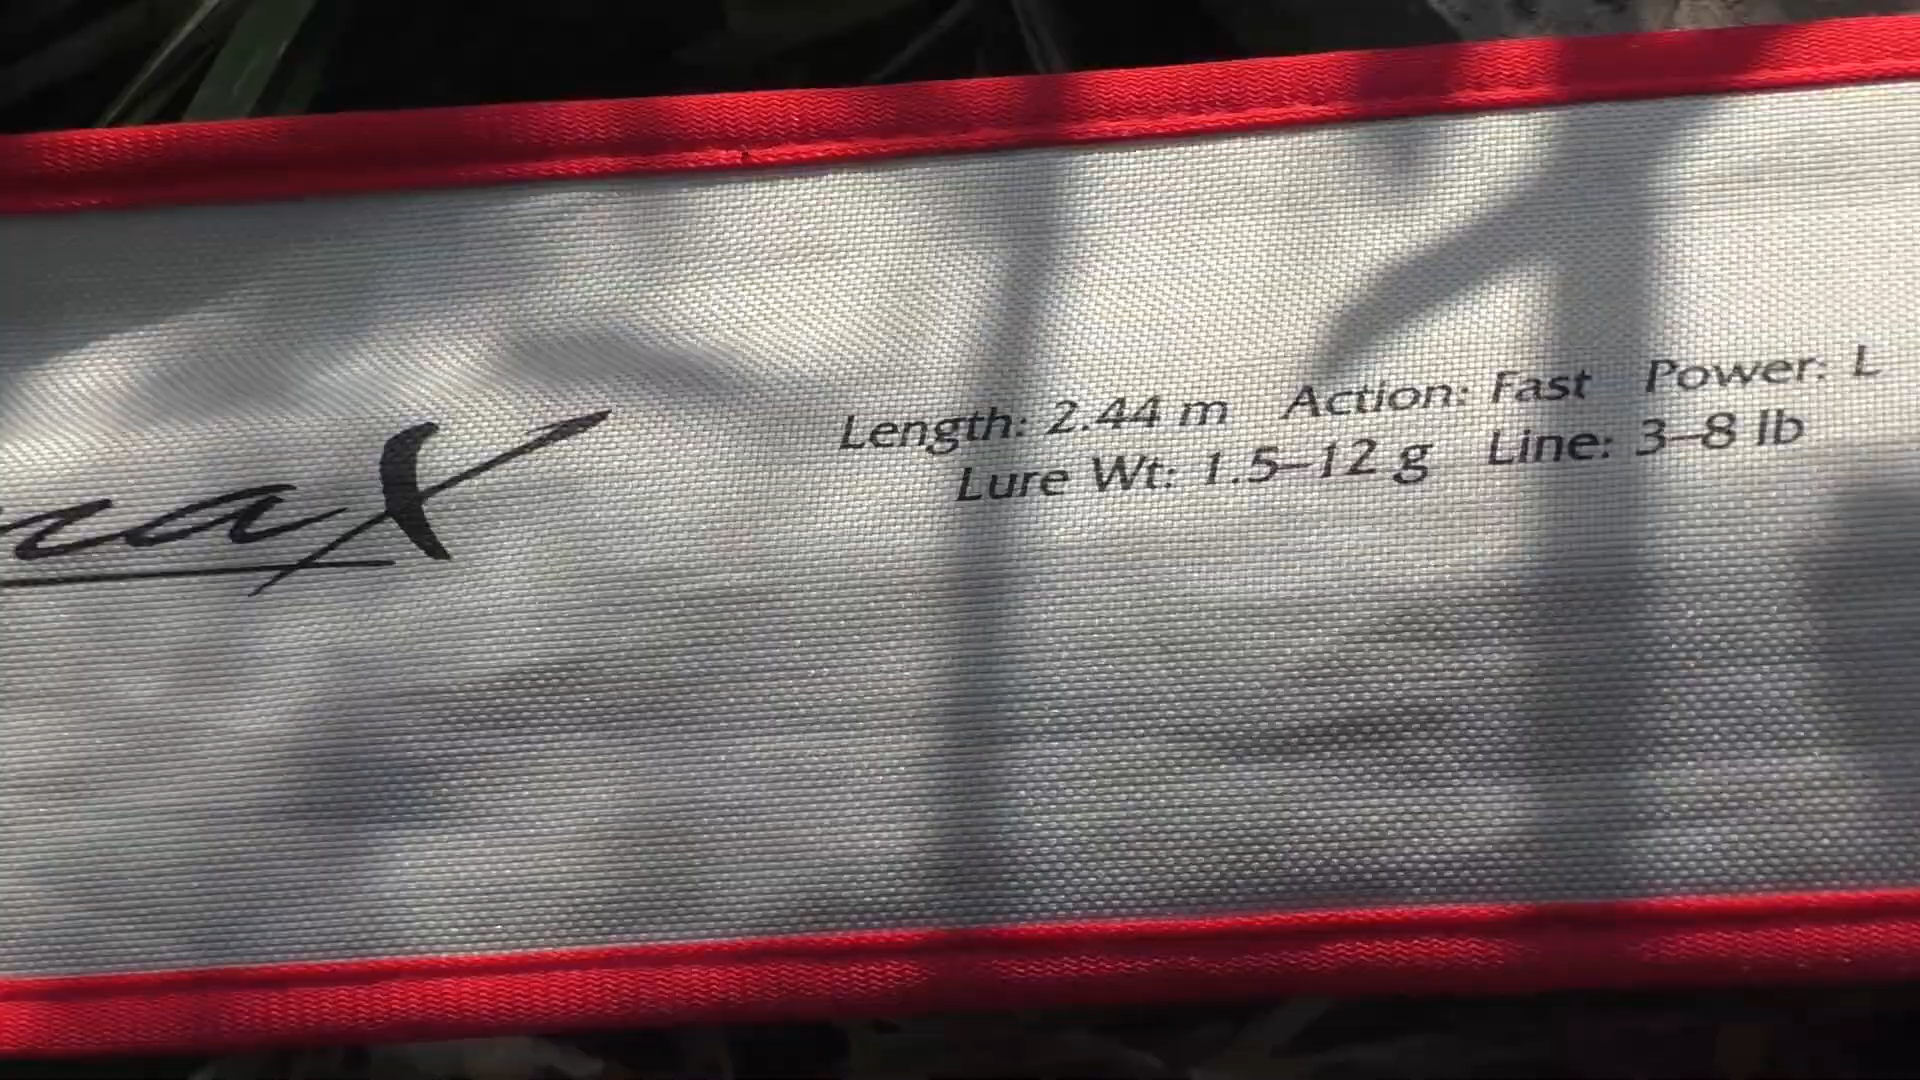 Length: 2.44 m Action: Fast Power: L
Lure Wt: 1.5–12 g Line: 3–8 lb